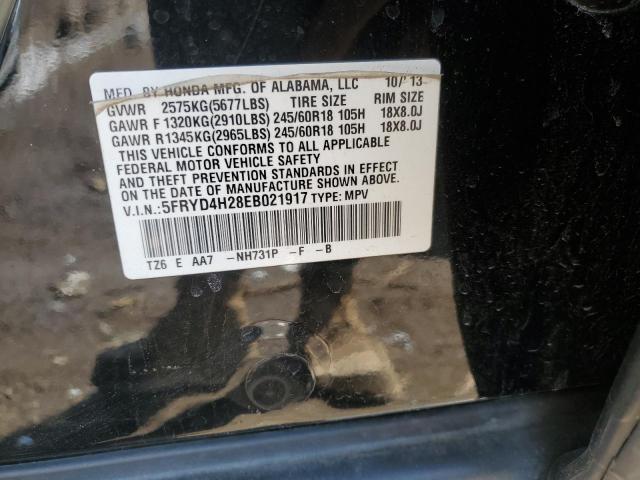 MFD. BY HONDA MFG. OF ALABAMA, LLC 10/'13
GVWR 2575KG(5677LBS) TIRE SIZE RIM SIZE
GAWR F 1320KG(2910LBS) 245/60R18 105H 18X8.0J
GAWR R1345KG(2965LBS) 245/60R18 105H 18X8.0J
THIS VEHICLE CONFORMS TO ALL APPLICABLE
FEDERAL MOTOR VEHICLE SAFETY
AND THEFT PREVENTION STANDARDS IN EFFECT
ON THE DATE OF MANUFACTURE SHOWN ABOVE.
V.I.N.:5FRYD4H28EB021917 TYPE: MPV
TZ6 E AA7 -NH731P -F -B